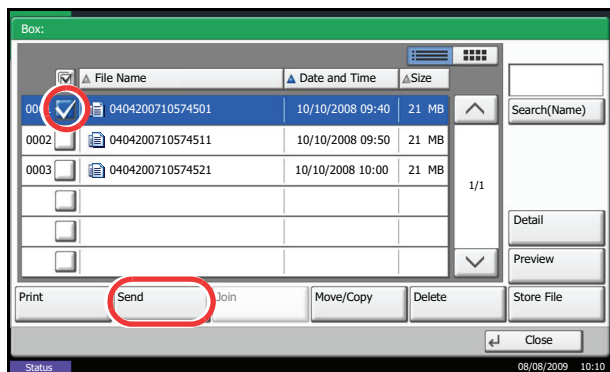 Box:
File Name Date and Time Size
0001 0404200710574501 10/10/2008 09:40 21 MB Search(Name)
0002 0404200710574511 10/10/2008 09:50 21 MB
0003 0404200710574521 10/10/2008 10:00 21 MB
1/1
Detail
Preview
Print Send Join Move/Copy Delete Store File
Close
Status 08/08/2009 10:10